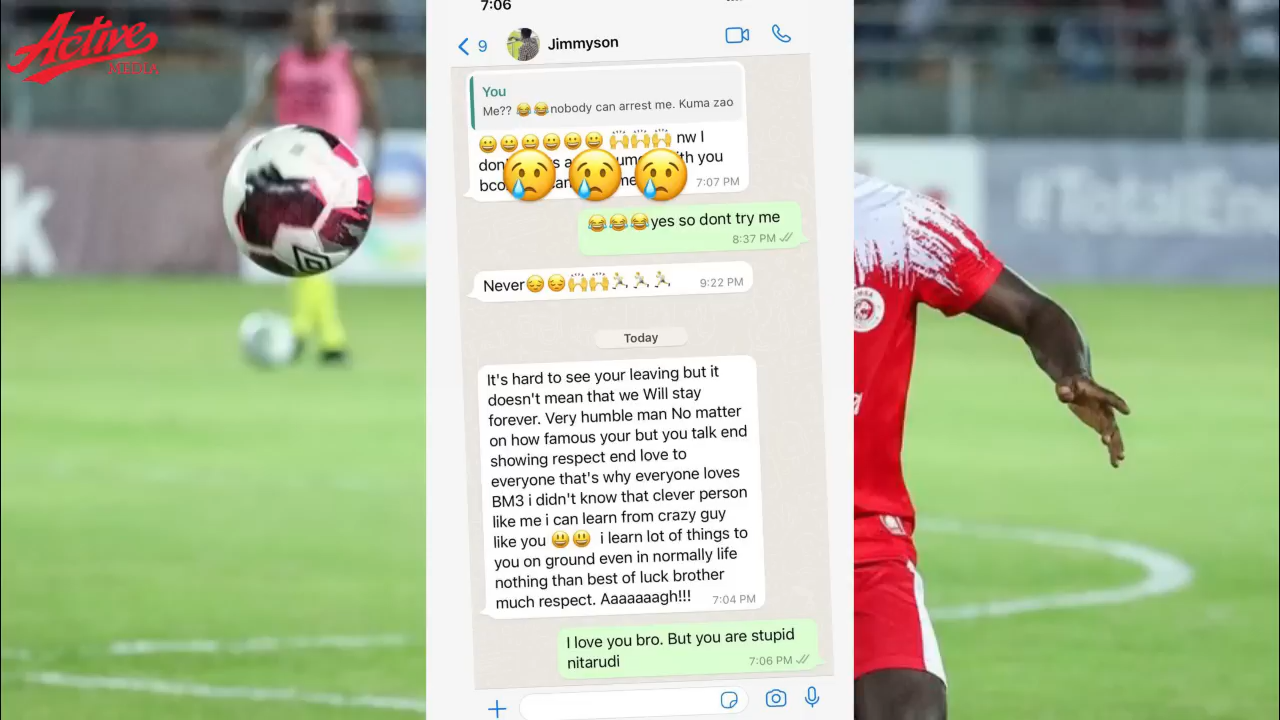 Active
MEDIA
7:06
9
Jimmyson
You
Me?? 😂😂nobody can arrest me. Kuma zao
😀😀😀😀😀😀🙌🙌🙌 nw I
you
7:07 PM
😂😂😂yes so dont try me
8:37 PM
Never😔😔🙌🙌🏃🏃🏃
9:22 PM
Today
It's hard to see your leaving but it
doesn't mean that we Will stay
forever. Very humble man No matter
on how famous your but you talk end
showing respect end love to
everyone that's why everyone loves
BM3 i didn't know that clever person
like me i can learn from crazy guy
like you 😃😃 i learn lot of things to
you on ground even in normally life
nothing than best of luck brother
much respect. Aaaaaaagh!!!
7:04 PM
I love you bro. But you are stupid
nitarudi
7:06 PM